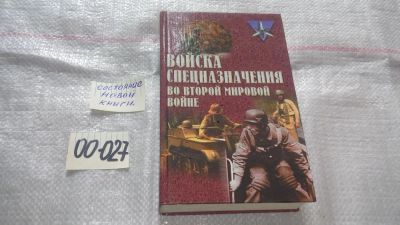 ВОЙСКА
СПЕЦНАЗНАЧЕНИЯ
ВО ВТОРОЙ МИРОВОЙ
ВОЙНЕ
состояние
новой
книги.
00-027